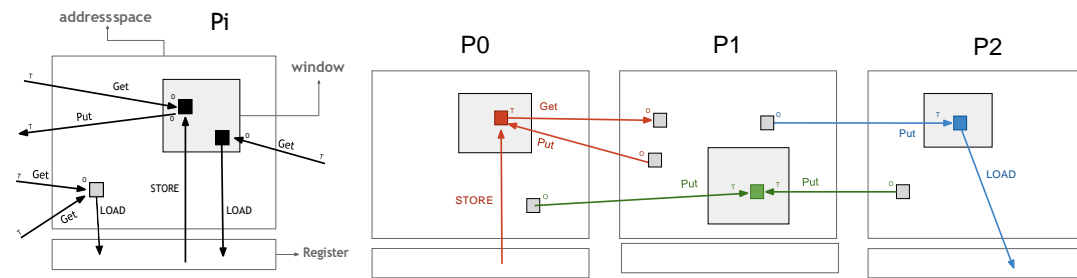 addressspace
Pi
window
T
Get
O
Put
O
T
O
Get
T
T
Get
O
Get
T
LOAD
STORE
LOAD
Register
P0
P1
P2
T
Get
O
Put
O
STORE
O
Put
T
T
Put
O
O
Put
T
LOAD